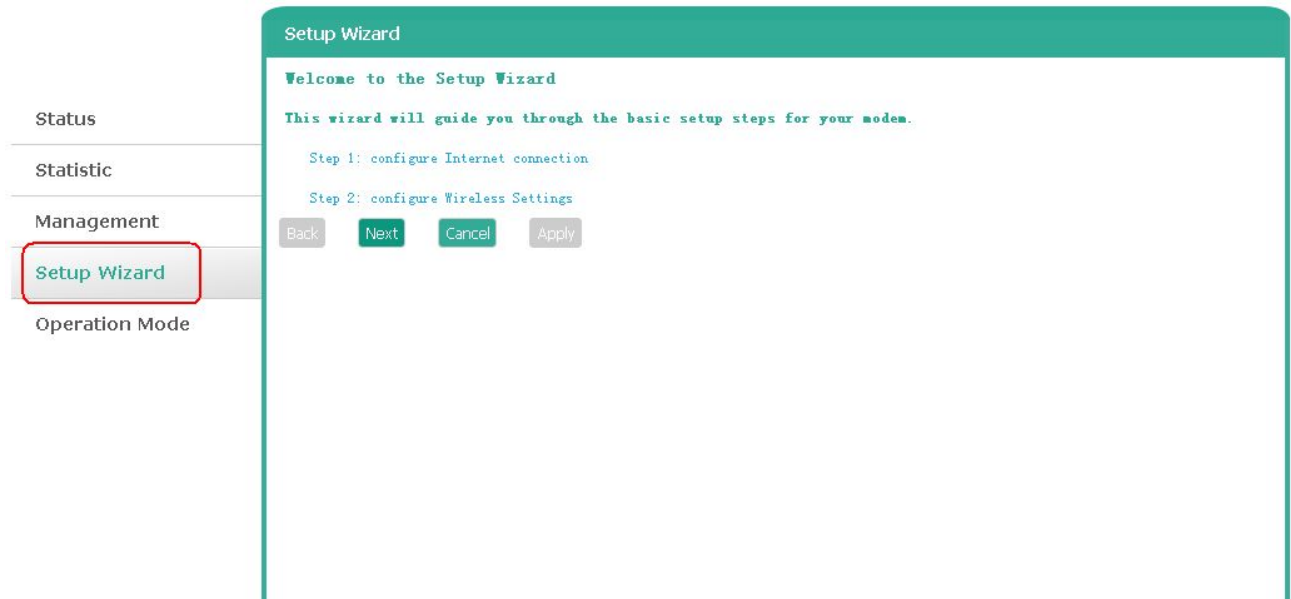 Setup Wizard
Welcome to the Setup Wizard
This wizard will guide you through the basic setup steps for your modem.
Step 1: configure Internet connection
Step 2: configure Wireless Settings
Back Next Cancel Apply
Status
Statistic
Management
Setup Wizard
Operation Mode